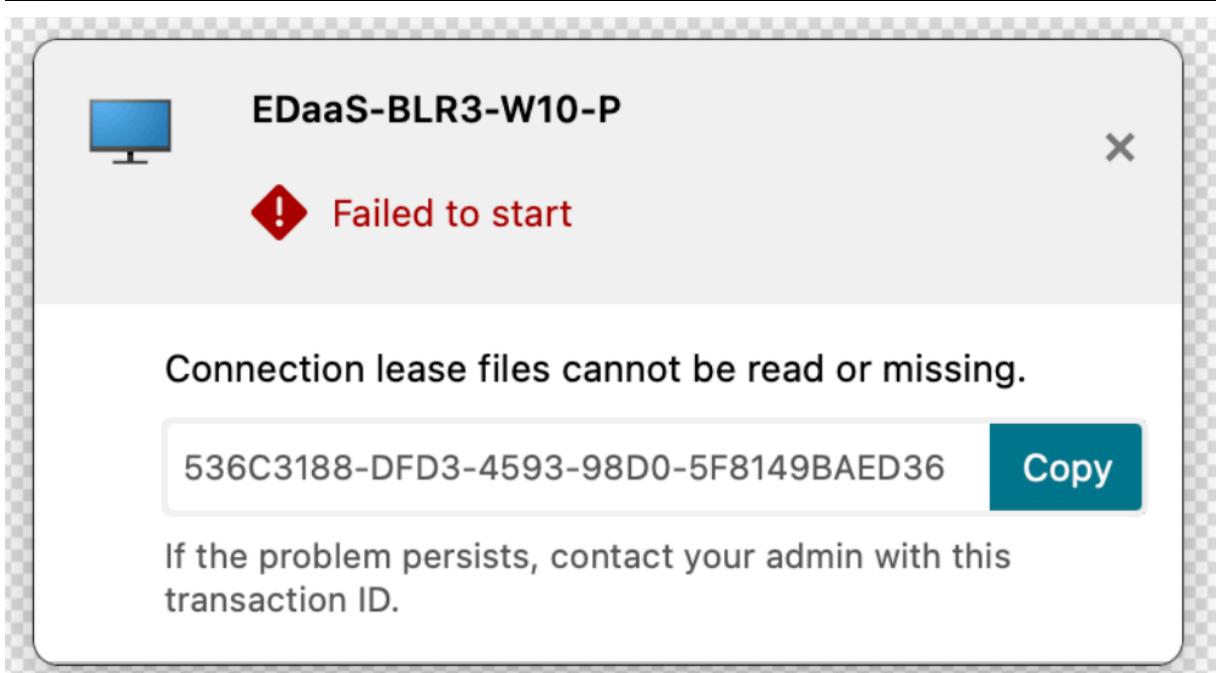 EDaaS-BLR3-W10-P
Failed to start
Connection lease files cannot be read or missing.
536C3188-DFD3-4593-98D0-5F8149BAED36
Copy
If the problem persists, contact your admin with this
transaction ID.